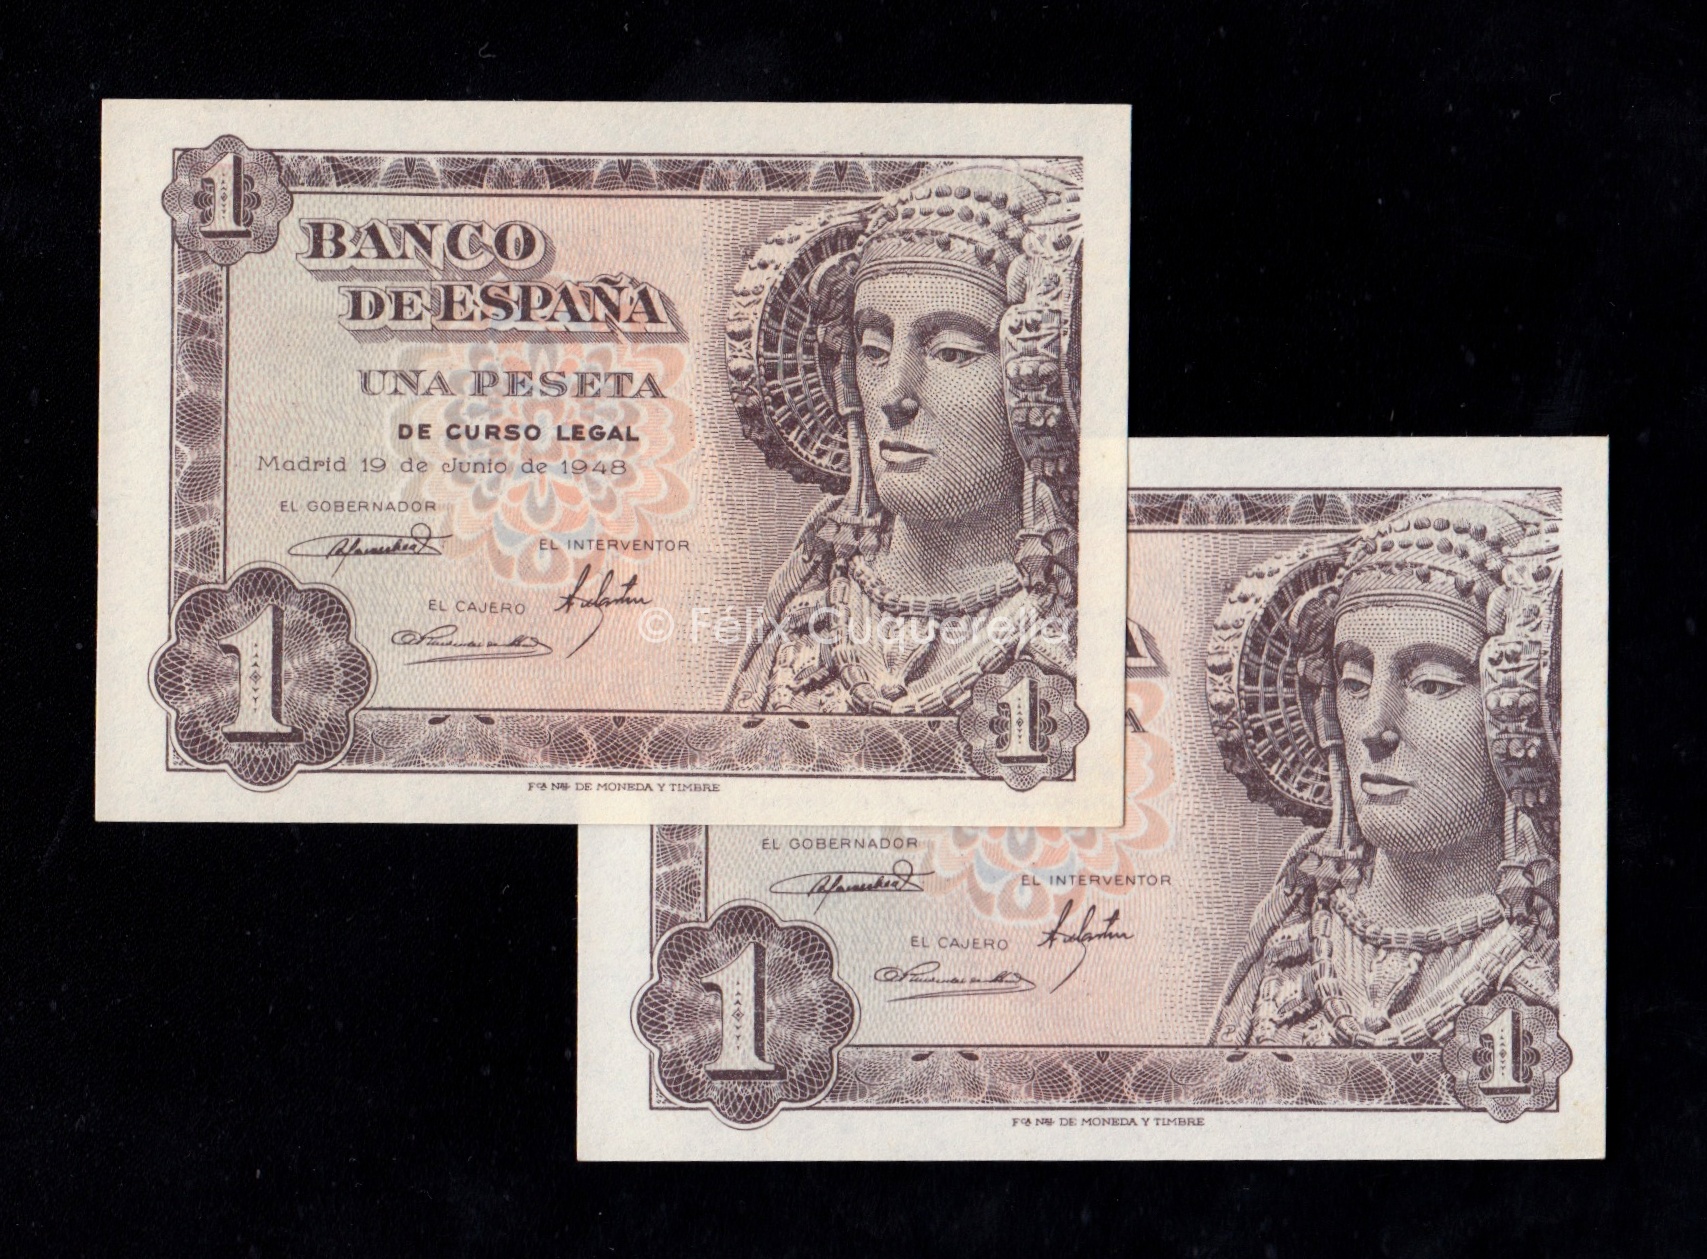 1
BANCO
DE ESPAÑA
UNA PESETA
DE CURSO LEGAL
Madrid 19 de Junio de 1948
EL GOBERNADOR
EL INTERVENTOR
EL CAJERO
© Félix Cuquerella
1
1
Fca. Nal. DE MONEDA Y TIMBRE
A
A
EL GOBERNADOR
EL INTERVENTOR
EL CAJERO
1
1
Fca. Nal. DE MONEDA Y TIMBRE